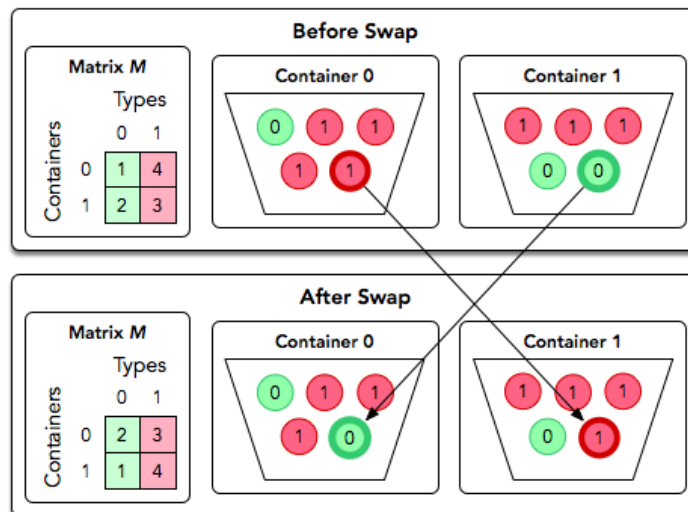 Before Swap
Matrix M
Types
0 1
Containers
0 1 4
1 2 3
Container 0
0 1 1
1 1
Container 1
1 1 1
0 0
After Swap
Matrix M
Types
0 1
Containers
0 2 3
1 1 4
Container 0
0 1 1
1 0
Container 1
1 1 1
0 1